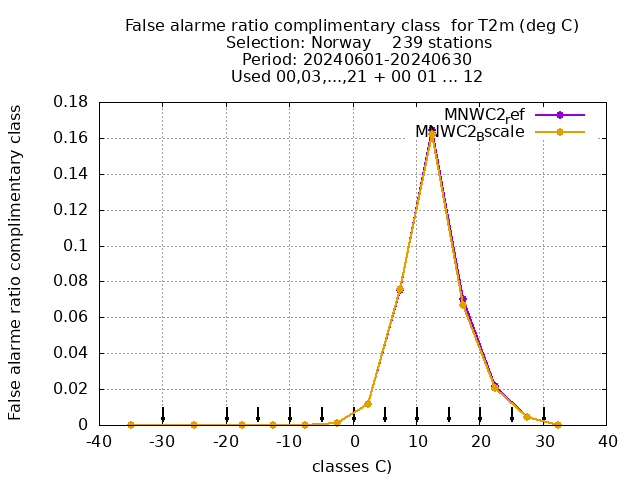 False alarme ratio complimentary class  for T2m (deg C)
Selection: Norway    239 stations
Period: 20240601-20240630
Used 00,03,...,21 + 00 01 ... 12
False alarme ratio complimentary class
0.18
0.16
0.14
0.12
0.1
0.08
0.06
0.04
0.02
0
MNWC2ref
MNWC2Bscale
-40 -30 -20 -10 0 10 20 30 40
classes C)